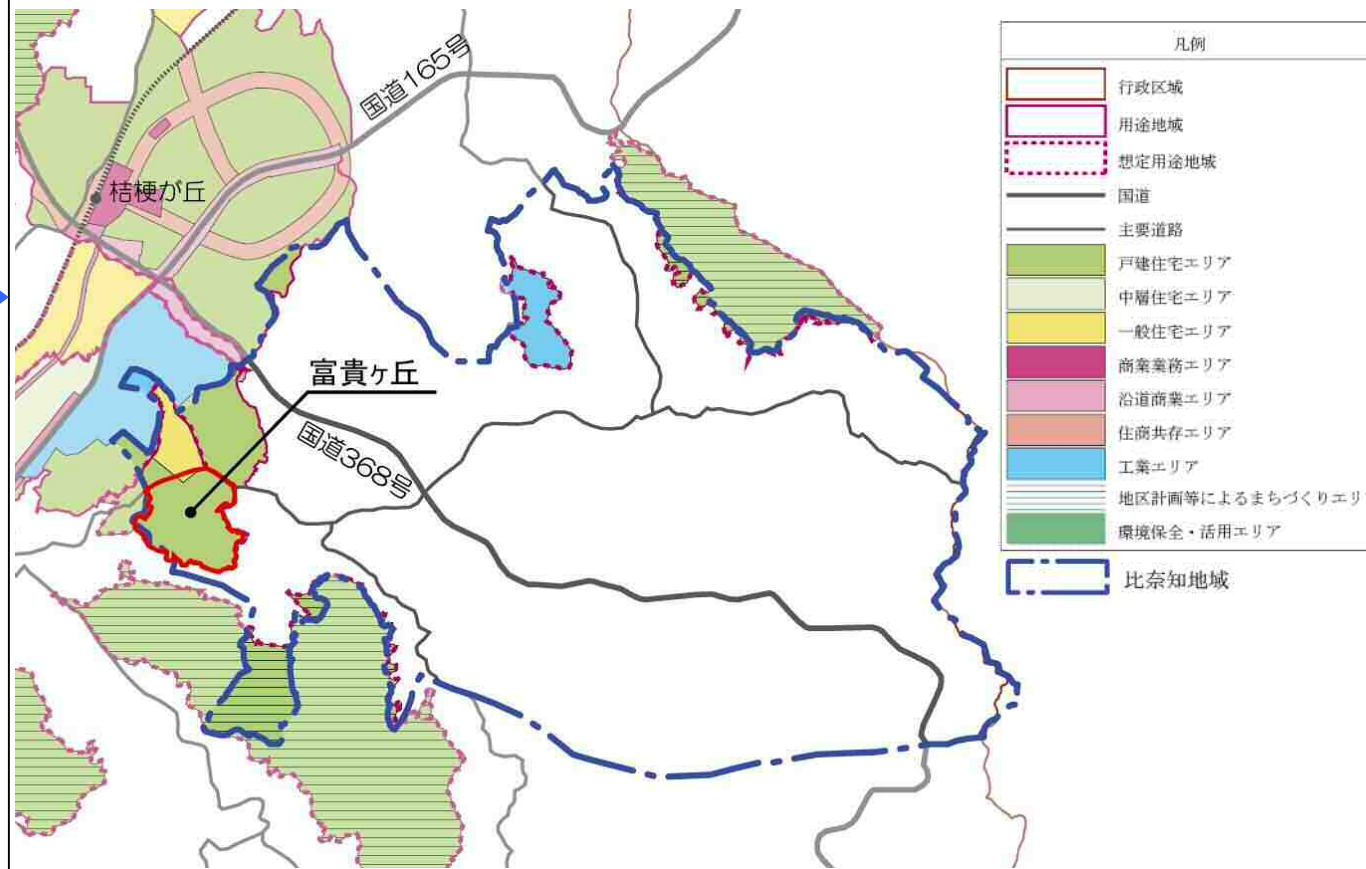 国道165号
桔梗が丘
富貴ヶ丘
国道368号
凡例
行政区域
用途地域
想定用途地域
国道
主要道路
戸建住宅エリア
中層住宅エリア
一般住宅エリア
商業業務エリア
沿道商業エリア
住商共存エリア
工業エリア
地区計画等によるまちづくりエリ
環境保全・活用エリア
比奈知地域